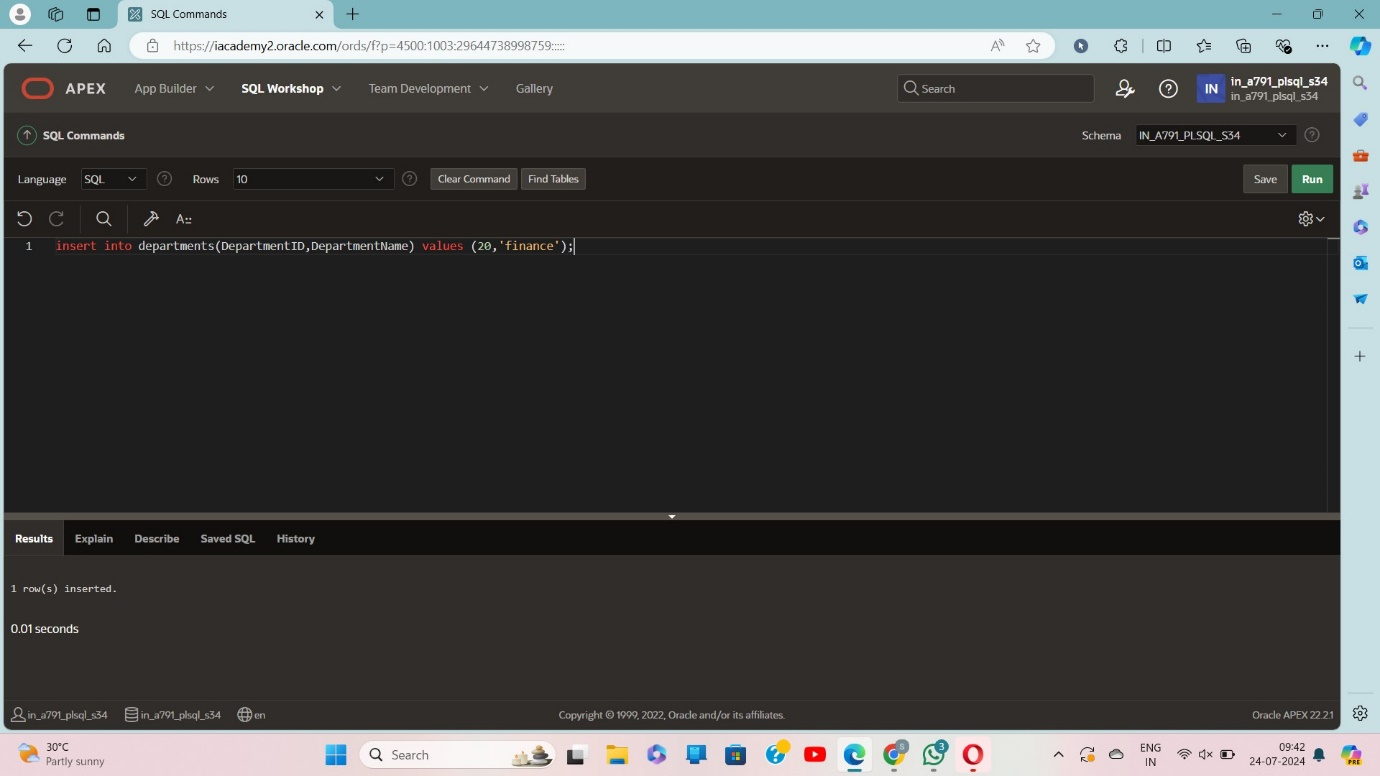 SQL Commands
https://iacademy2.oracle.com/ords/f?p=4500:1003:29644738998759:::::
APEX App Builder SQL Workshop Team Development Gallery Search IN in_a791_plsql_s34
in_a791_plsql_s34
SQL Commands Schema IN_A791_PLSQL_S34
Language SQL Rows 10 Clear Command Find Tables Save Run
A::
1 insert into departments(DepartmentID,DepartmentName) values (20,'finance');
Results Explain Describe Saved SQL History
1 row(s) inserted.
0.01 seconds
in_a791_plsql_s34 in_a791_plsql_s34 en Copyright © 1999, 2022, Oracle and/or its affiliates. Oracle APEX 22.2.1
30°C
Partly sunny
Search
S
3
ENG
IN
09:42
24-07-2024
PRE